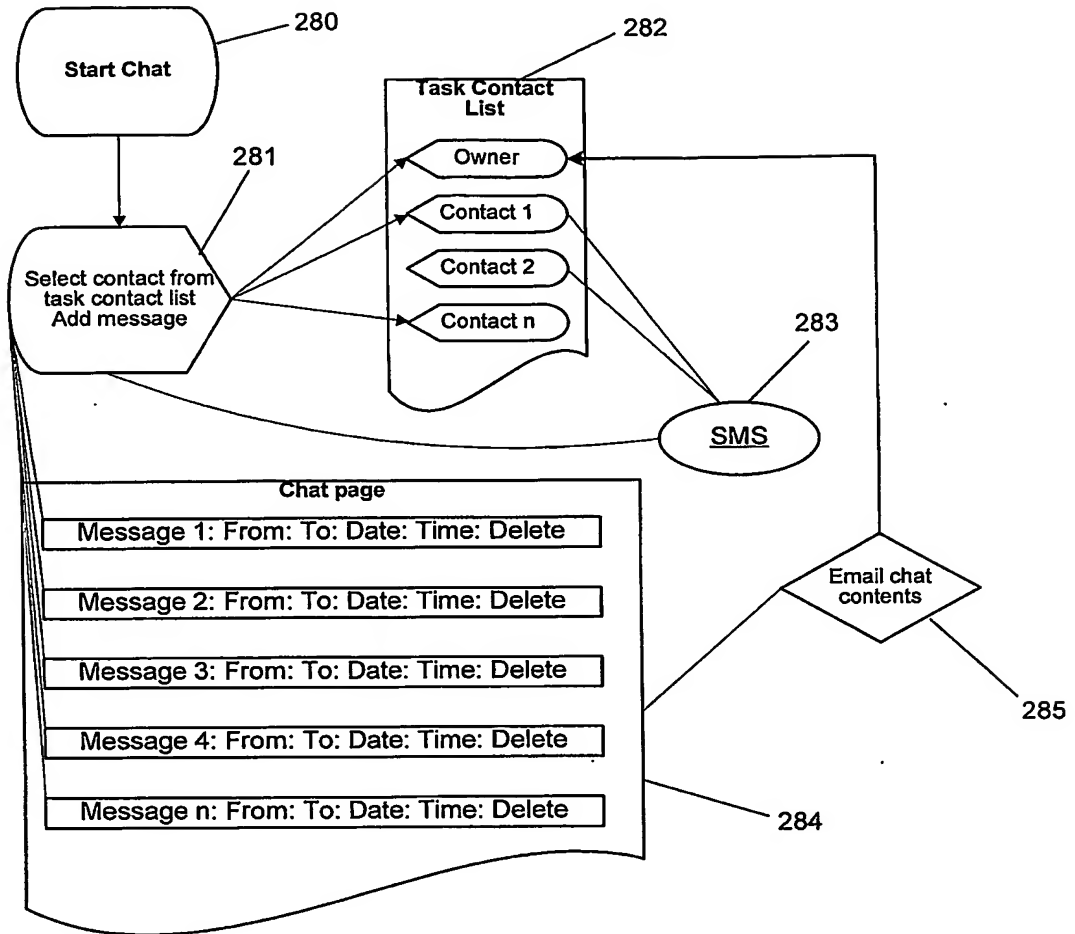 280
Start Chat
282
Task Contact
List
Owner
281
Contact 1
Select contact from
task contact list
Add message
Contact 2
Contact n
283
SMS
Chat page
Message 1: From: To: Date: Time: Delete
Email chat
contents
Message 2: From: To: Date: Time: Delete
Message 3: From: To: Date: Time: Delete
285
Message 4: From: To: Date: Time: Delete
Message n: From: To: Date: Time: Delete
284